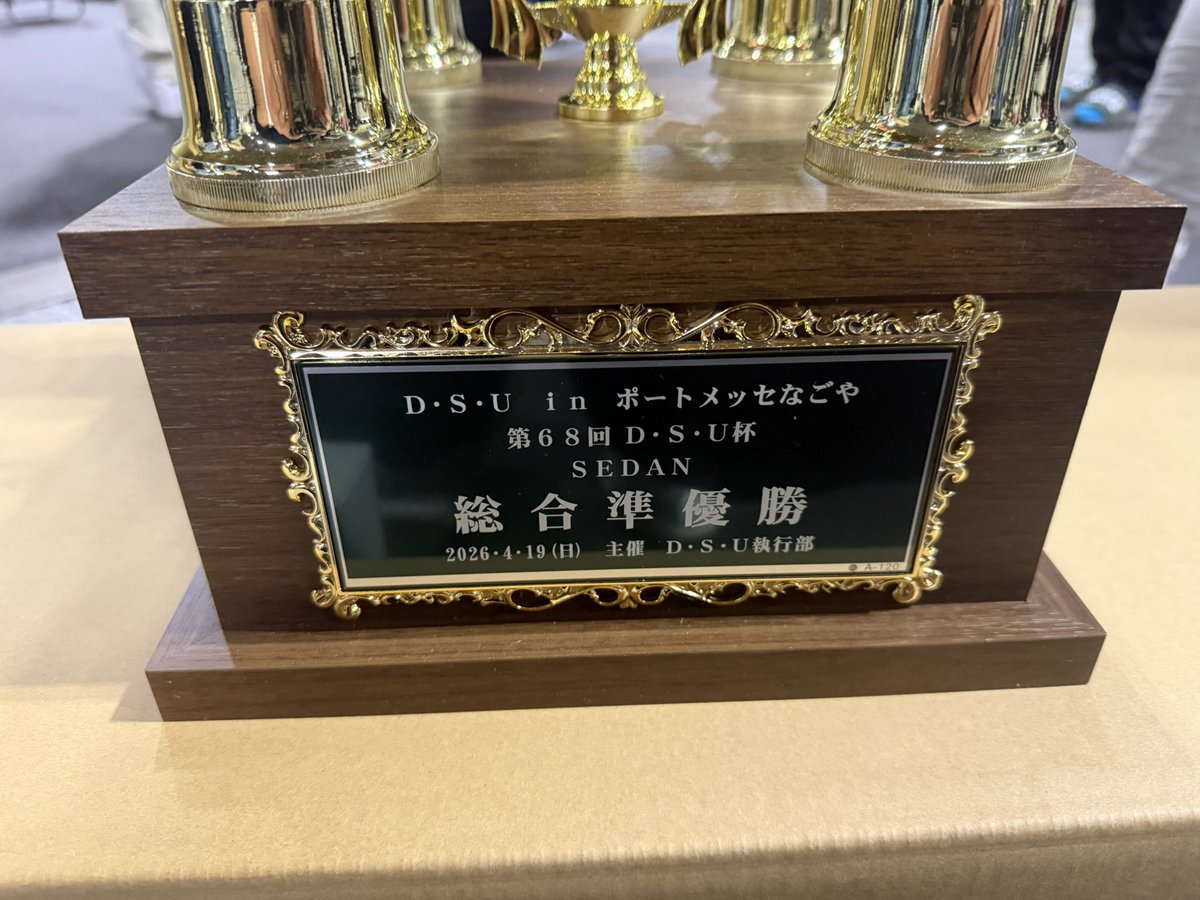 D・S・U in ポートメッセなごや
第68回 D・S・U杯
SEDAN
総合準優勝
2026・4・19(日) 主催 D・S・U執行部
A-120